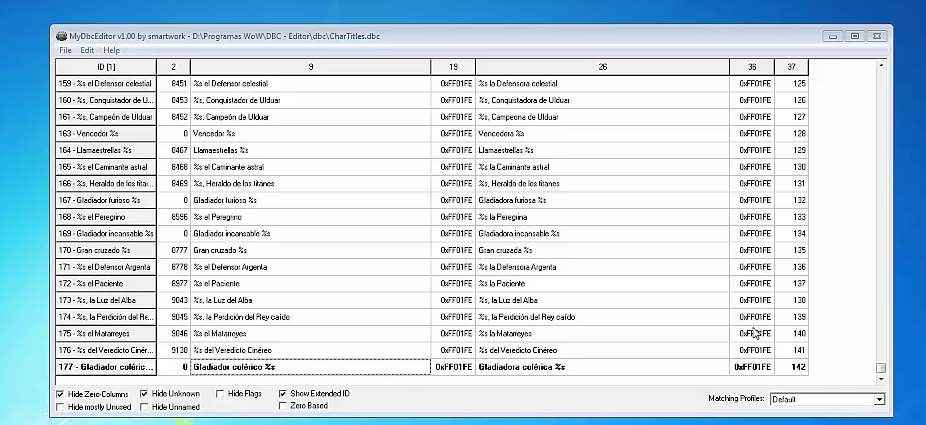 MyDbcEditor v1.00 by smartwork - D:\Programas WoW\DBC - Editor\dbc\CharTitles.dbc
File Edit Help
ID [1] 2 9 19 26 36 37
159 - %s el Defensor celestial 8451 %s el Defensor celestial 0xFF01FE %s la Defensora celestial 0xFF01FE 125
160 - %s, Conquistador de U... 8453 %s, Conquistador de Ulduar 0xFF01FE %s, Conquistadora de Ulduar 0xFF01FE 126
161 - %s, Campeón de Ulduar 8452 %s, Campeón de Ulduar 0xFF01FE %s, Campeona de Ulduar 0xFF01FE 127
163 - Vencedor %s 0 Vencedor %s 0xFF01FE Vencedora %s 0xFF01FE 128
164 - Llamaestrellas %s 8467 Llamaestrellas %s 0xFF01FE Llamaestrellas %s 0xFF01FE 129
165 - %s el Caminante astral 8468 %s el Caminante astral 0xFF01FE %s la Caminante astral 0xFF01FE 130
166 - %s, Heraldo de los tita... 8469 %s, Heraldo de los titanes 0xFF01FE %s, Heraldo de los titanes 0xFF01FE 131
167 - Gladiador furioso %s 0 Gladiador furioso %s 0xFF01FE Gladiadora furiosa %s 0xFF01FE 132
168 - %s el Peregrino 8596 %s el Peregrino 0xFF01FE %s la Peregrina 0xFF01FE 133
169 - Gladiador incansable %s 0 Gladiador incansable %s 0xFF01FE Gladiadora incansable %s 0xFF01FE 134
170 - Gran cruzado %s 8777 Gran cruzado %s 0xFF01FE Gran cruzada %s 0xFF01FE 135
171 - %s el Defensor Argenta 8778 %s el Defensor Argenta 0xFF01FE %s la Defensora Argenta 0xFF01FE 136
172 - %s el Paciente 8977 %s el Paciente 0xFF01FE %s la Paciente 0xFF01FE 137
173 - %s, la Luz del Alba 9043 %s, la Luz del Alba 0xFF01FE %s, la Luz del Alba 0xFF01FE 138
174 - %s, la Perdición del Re... 9045 %s, la Perdición del Rey caído 0xFF01FE %s, la Perdición del Rey caído 0xFF01FE 139
175 - %s el Matarreyes 9046 %s el Matarreyes 0xFF01FE %s la Matarreyes 0xFF01FE 140
176 - %s del Veredicto Cinér... 9138 %s del Veredicto Cinéreo 0xFF01FE %s del Veredicto Cinéreo 0xFF01FE 141
177 - Gladiador coléric... 0 Gladiador colérico %s 0xFF01FE Gladiadora colérica %s 0xFF01FE 142
Hide Zero-Columns Hide Unknown Hide Flags Show Extended ID
Hide mostly Unused Hide Unnamed Zero Based
Matching Profiles: Default